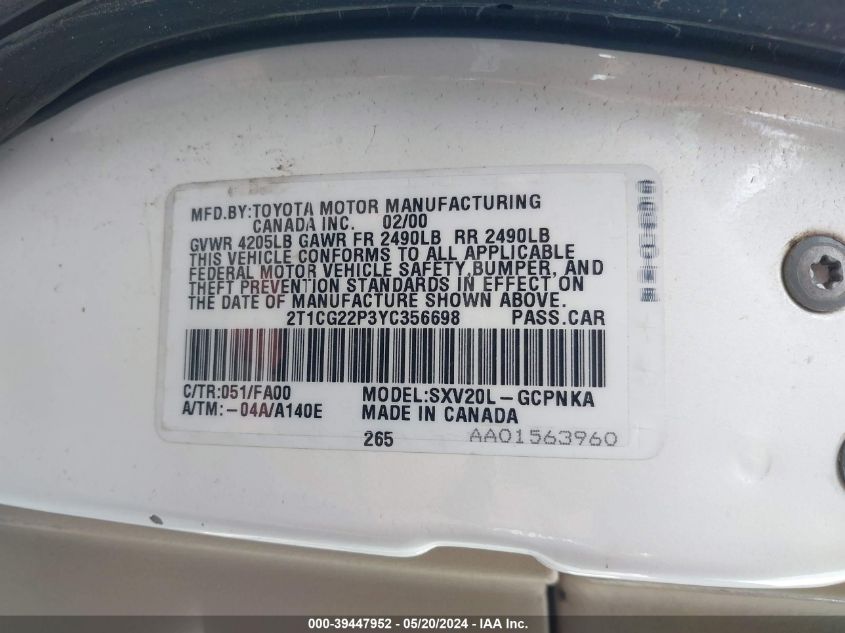 MFD.BY:TOYOTA MOTOR MANUFACTURING
CANADA INC. 02/00
GVWR 4205LB GAWR FR 2490LB RR 2490LB
THIS VEHICLE CONFORMS TO ALL APPLICABLE
FEDERAL MOTOR VEHICLE SAFETY,BUMPER, AND
THEFT PREVENTION STANDARDS IN EFFECT ON
THE DATE OF MANUFACTURE SHOWN ABOVE.
2T1CG22P3YC356698 PASS.CAR
C/TR:051/FA00 MODEL:SXV20L-GCPNKA
A/TM:-04A/A140E MADE IN CANADA
265 AA01563960
000-39447952 - 05/20/2024 - IAA Inc.